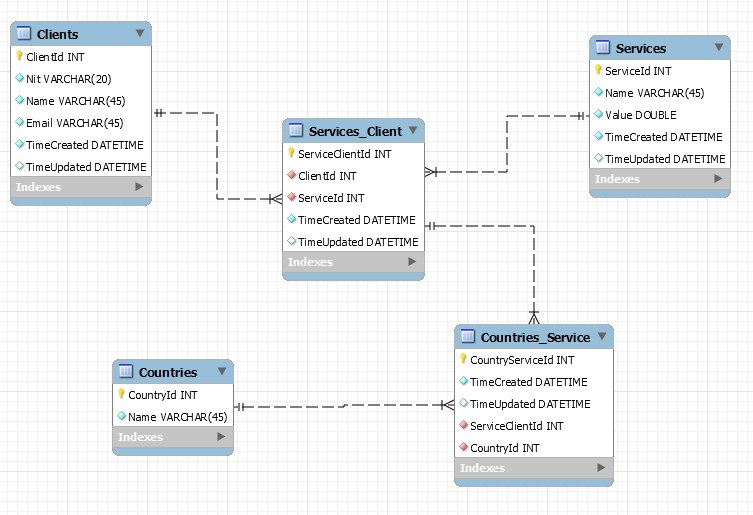 Clients
ClientId INT
Nit VARCHAR(20)
Name VARCHAR(45)
Email VARCHAR(45)
TimeCreated DATETIME
TimeUpdated DATETIME
Indexes
Services
ServiceId INT
Name VARCHAR(45)
Value DOUBLE
TimeCreated DATETIME
TimeUpdated DATETIME
Indexes
Services_Client
ServiceClientId INT
ClientId INT
ServiceId INT
TimeCreated DATETIME
TimeUpdated DATETIME
Indexes
Countries
CountryId INT
Name VARCHAR(45)
Indexes
Countries_Service
CountryServiceId INT
TimeCreated DATETIME
TimeUpdated DATETIME
ServiceClientId INT
CountryId INT
Indexes